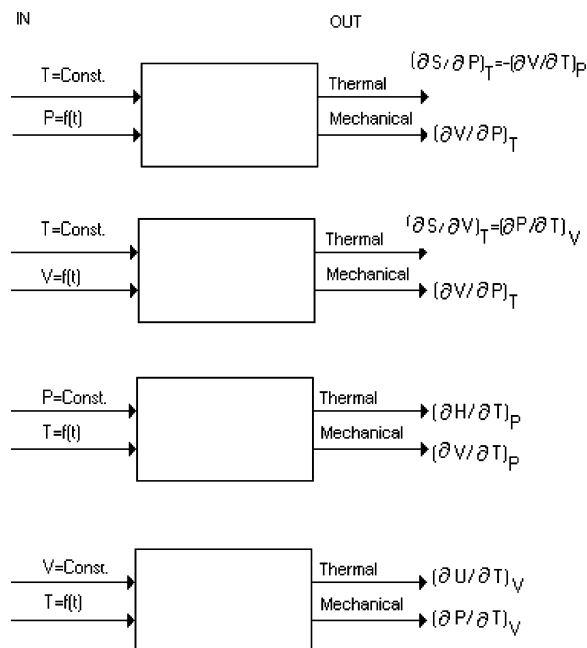 IN OUT
T=Const. Thermal (∂S/∂P)T=-(∂V/∂T)P
P=f(t) Mechanical (∂V/∂P)T
T=Const. Thermal (∂S/∂V)T=(∂P/∂T)V
V=f(t) Mechanical (∂V/∂P)T
P=Const. Thermal (∂H/∂T)P
T=f(t) Mechanical (∂V/∂T)P
V=Const. Thermal (∂U/∂T)V
T=f(t) Mechanical (∂P/∂T)V